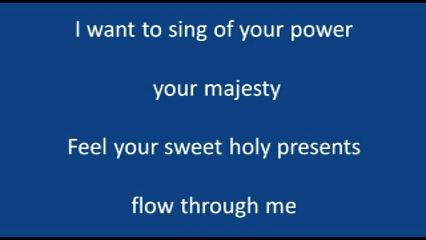 I want to sing of your power
your majesty
Feel your sweet holy presents
flow through me